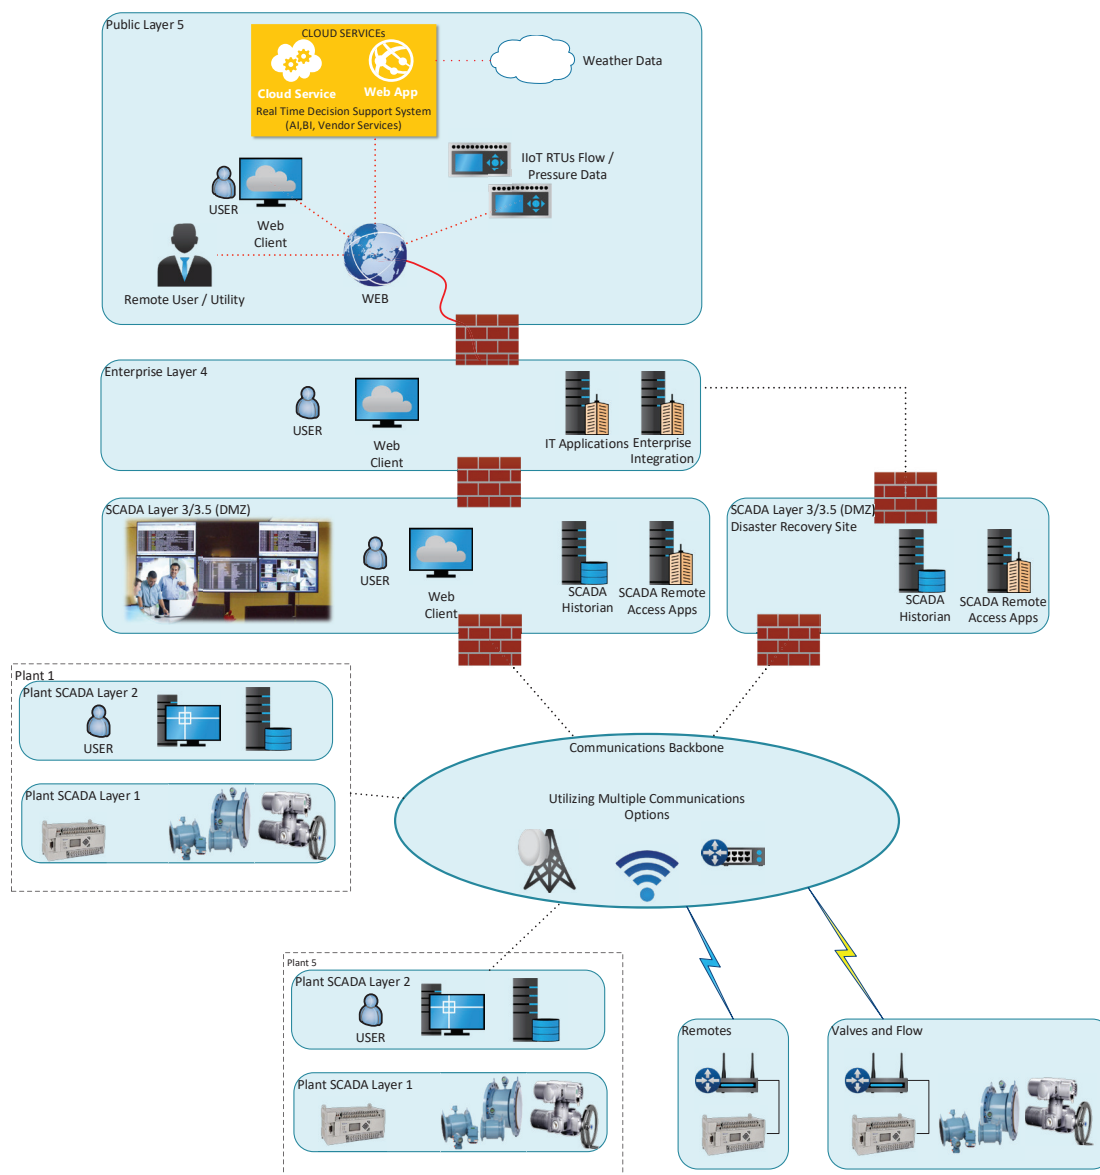 Public Layer 5
CLOUD SERVICEs
Cloud Service
Web App
Real Time Decision Support System
(AI,BI, Vendor Services)
Weather Data
IIoT RTUs Flow /
Pressure Data
USER
Web
Client
Remote User / Utility
WEB
Enterprise Layer 4
USER
Web
Client
IT Applications
Enterprise
Integration
SCADA Layer 3/3.5 (DMZ)
USER
Web
Client
SCADA
Historian
SCADA Remote
Access Apps
SCADA Layer 3/3.5 (DMZ)
Disaster Recovery Site
SCADA
Historian
SCADA Remote
Access Apps
Plant 1
Plant SCADA Layer 2
USER
Plant SCADA Layer 1
Communications Backbone
Utilizing Multiple Communications
Options
Plant 5
Plant SCADA Layer 2
USER
Plant SCADA Layer 1
Remotes
Valves and Flow